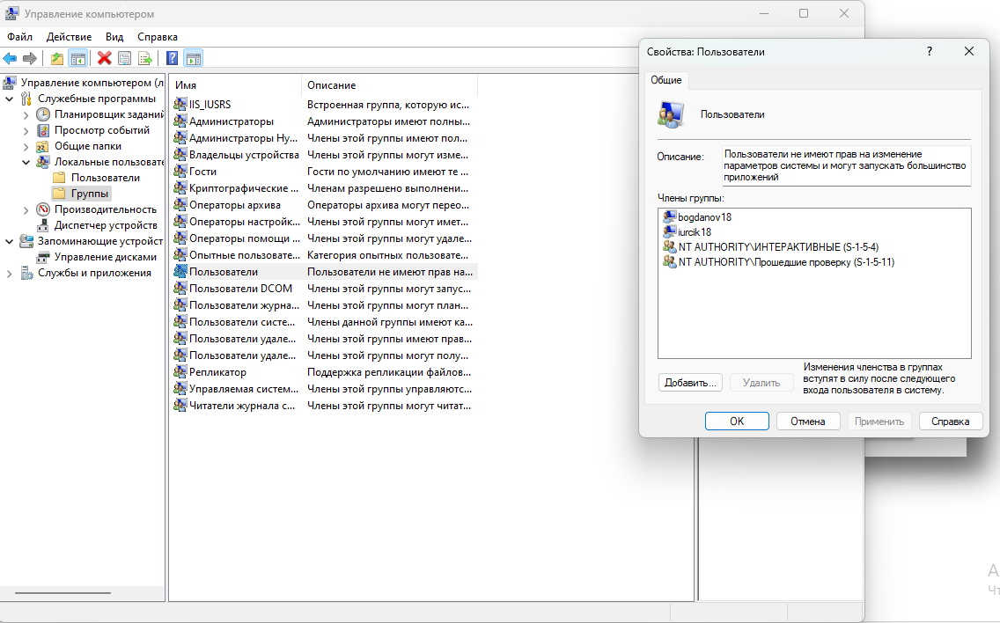 Управление компьютером
Файл Действие Вид Справка
Управление компьютером (л
Служебные программы
Планировщик заданий
Просмотр событий
Общие папки
Локальные пользовате
Пользователи
Группы
Производительность
Диспетчер устройств
Запоминающие устройст
Управление дисками
Службы и приложения
Имя Описание
IIS_IUSRS Встроенная группа, которую ис...
Администраторы Администраторы имеют полны...
Администраторы Hy... Члены этой группы имеют пол...
Владельцы устройства Члены этой группы могут изме...
Гости Гости по умолчанию имеют те ...
Криптографические ... Членам разрешено выполнени...
Операторы архива Операторы архива могут перео...
Операторы настройк... Члены этой группы могут имет...
Операторы помощи ... Члены этой группы могут удале...
Опытные пользовате... Категория опытных пользовате...
Пользователи Пользователи не имеют прав на...
Пользователи DCOM Члены этой группы могут запус...
Пользователи журна... Члены этой группы могут план...
Пользователи систе... Члены данной группы имеют ка...
Пользователи удале... Члены этой группы имеют прав...
Пользователи удале... Члены этой группы могут полу...
Репликатор Поддержка репликации файлов...
Управляемая систем... Члены этой группы управляютс...
Читатели журнала с... Члены этой группы могут читат...
Свойства: Пользователи ?
Общие
Пользователи
Описание:
Пользователи не имеют прав на изменение
параметров системы и могут запускать большинство
приложений
Члены группы:
bogdanov18
iurcik18
NT AUTHORITY\ИНТЕРАКТИВНЫЕ (S-1-5-4)
NT AUTHORITY\Прошедшие проверку (S-1-5-11)
Добавить... Удалить
Изменения членства в группах
вступят в силу после следующего
входа пользователя в систему.
OK Отмена Применить Справка
А
Чт